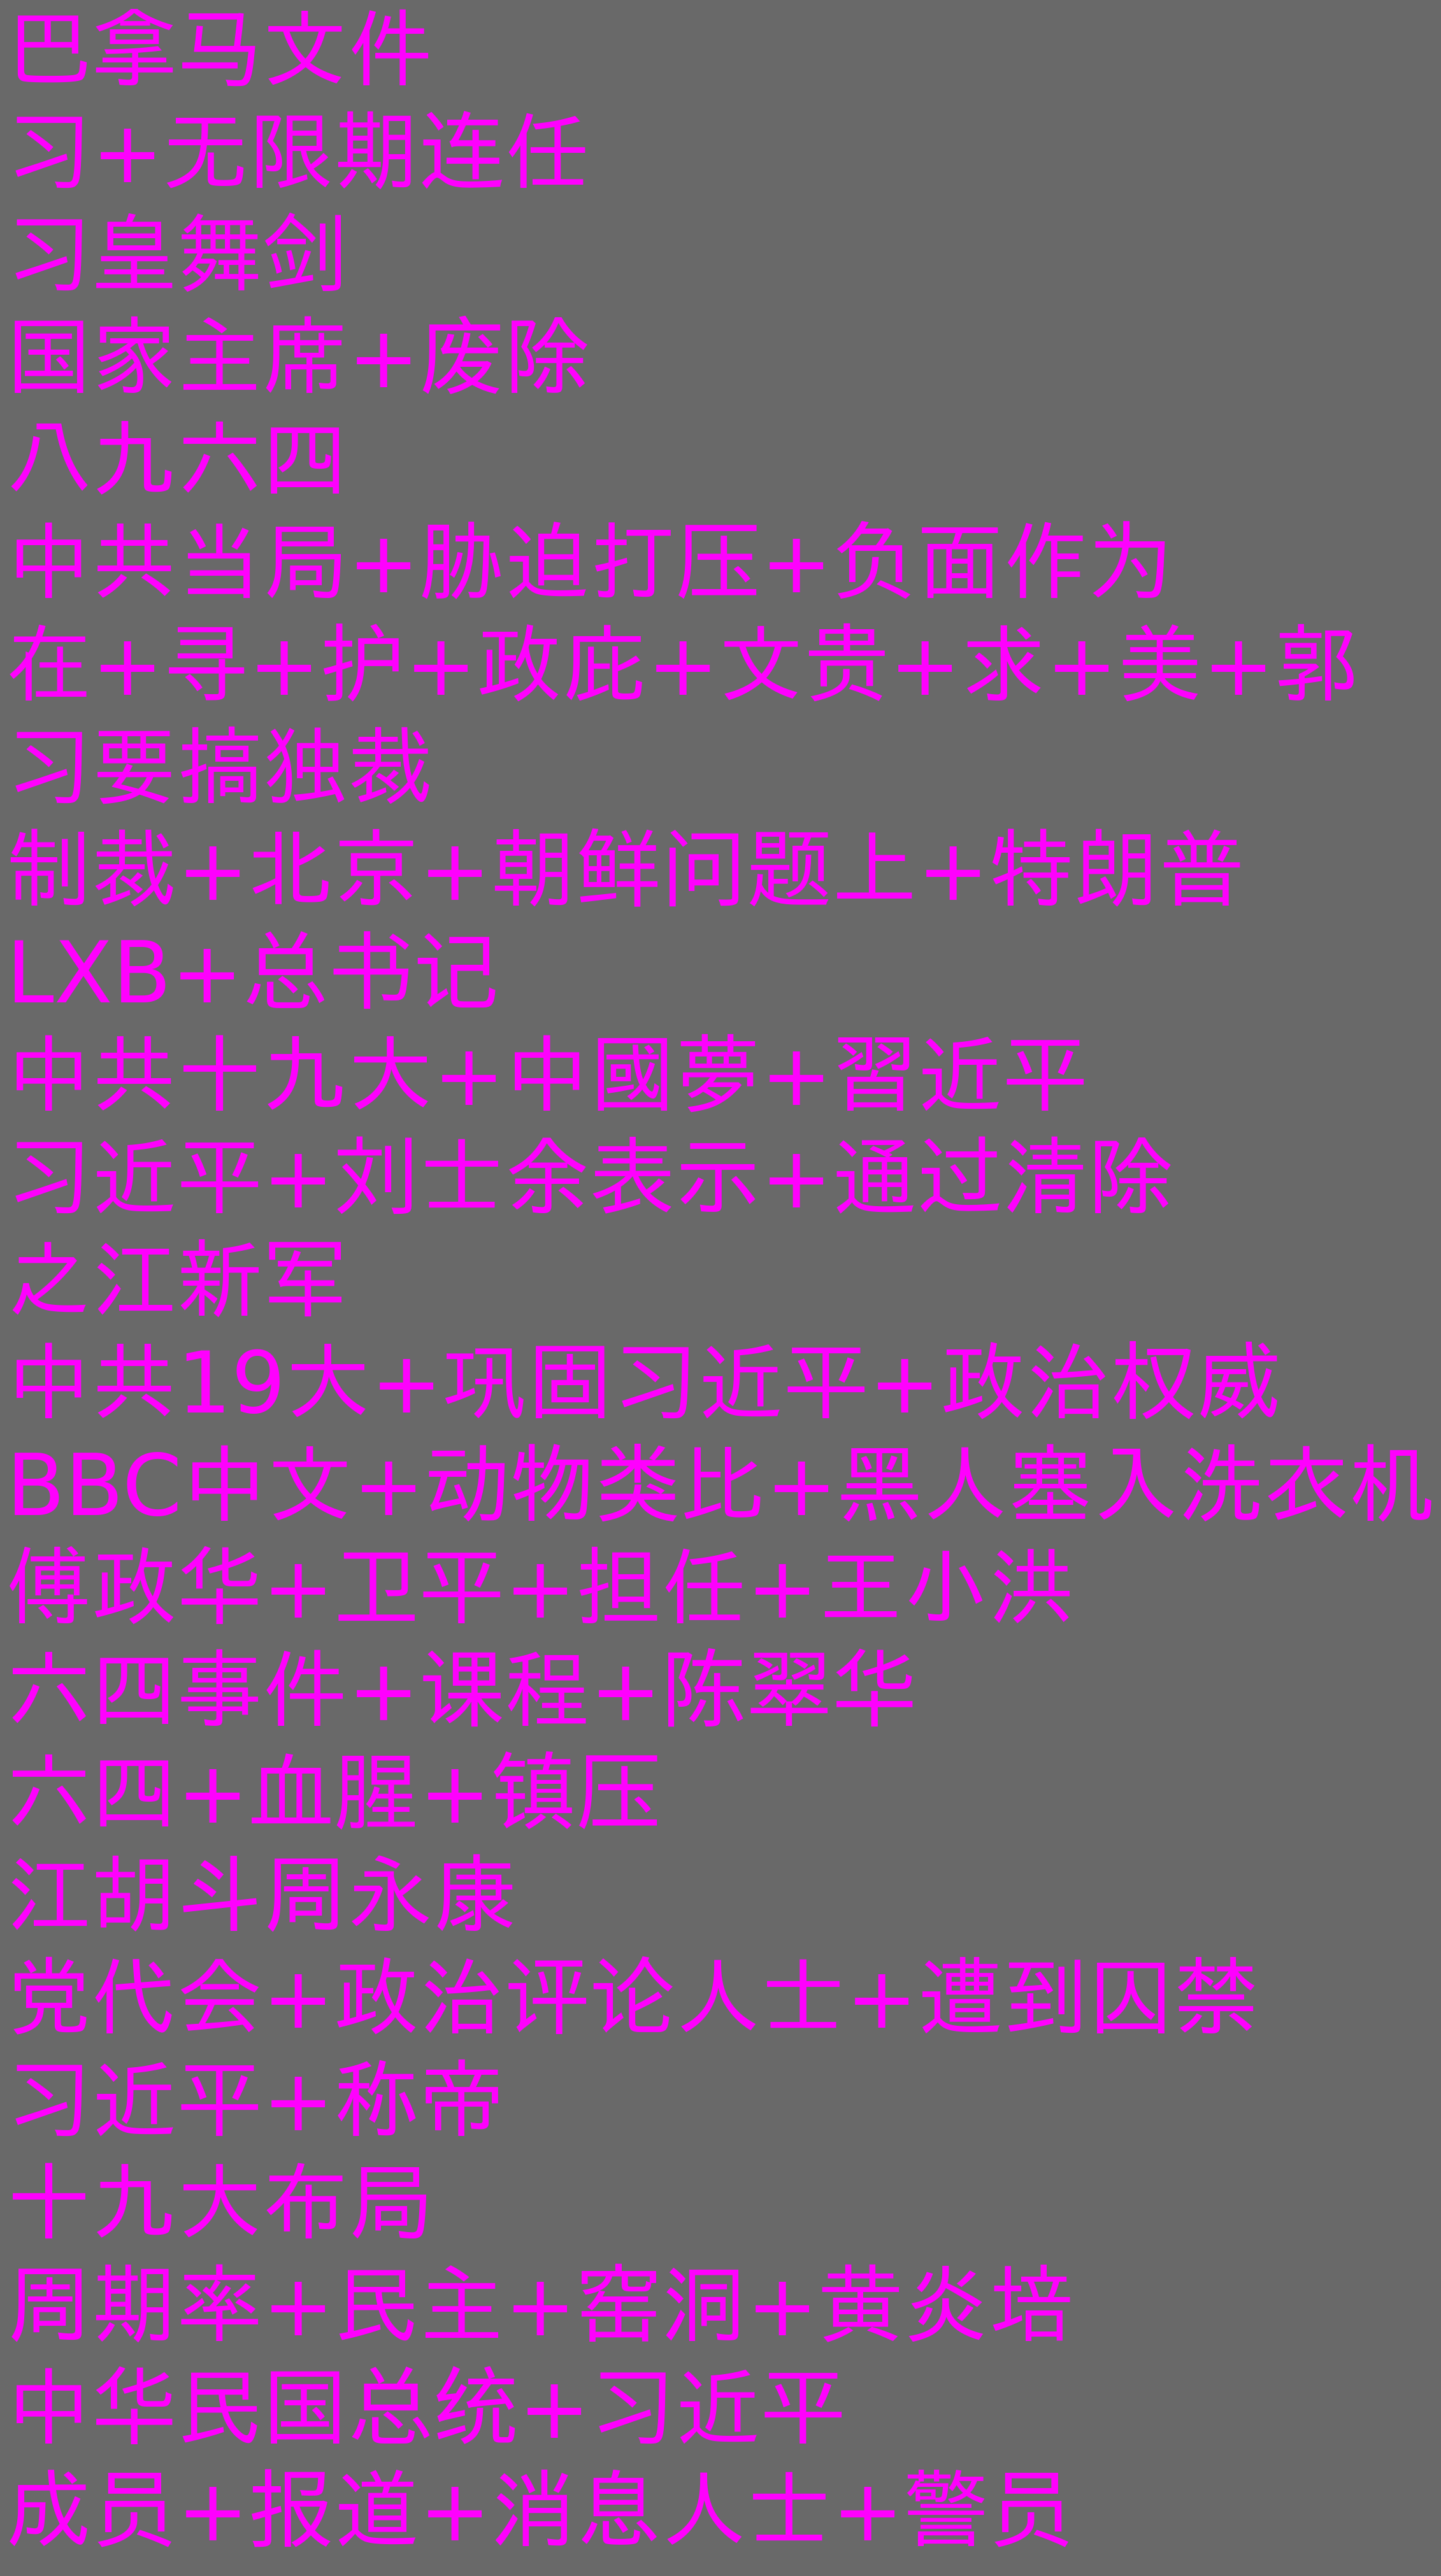 巴拿马文件
习+无限期连任
习皇舞剑
国家主席+废除
八九六四
中共当局+胁迫打压+负面作为
在+寻+护+政庇+文贵+求+美+郭
习要搞独裁
制裁+北京+朝鲜问题上+特朗普
LXB+总书记
中共十九大+中國夢+習近平
习近平+刘士余表示+通过清除
之江新军
中共19大+巩固习近平+政治权威
BBC中文+动物类比+黑人塞入洗衣机
傅政华+卫平+担任+王小洪
六四事件+课程+陈翠华
六四+血腥+镇压
江胡斗周永康
党代会+政治评论人士+遭到囚禁
习近平+称帝
十九大布局
周期率+民主+窑洞+黄炎培
中华民国总统+习近平
成员+报道+消息人士+警员